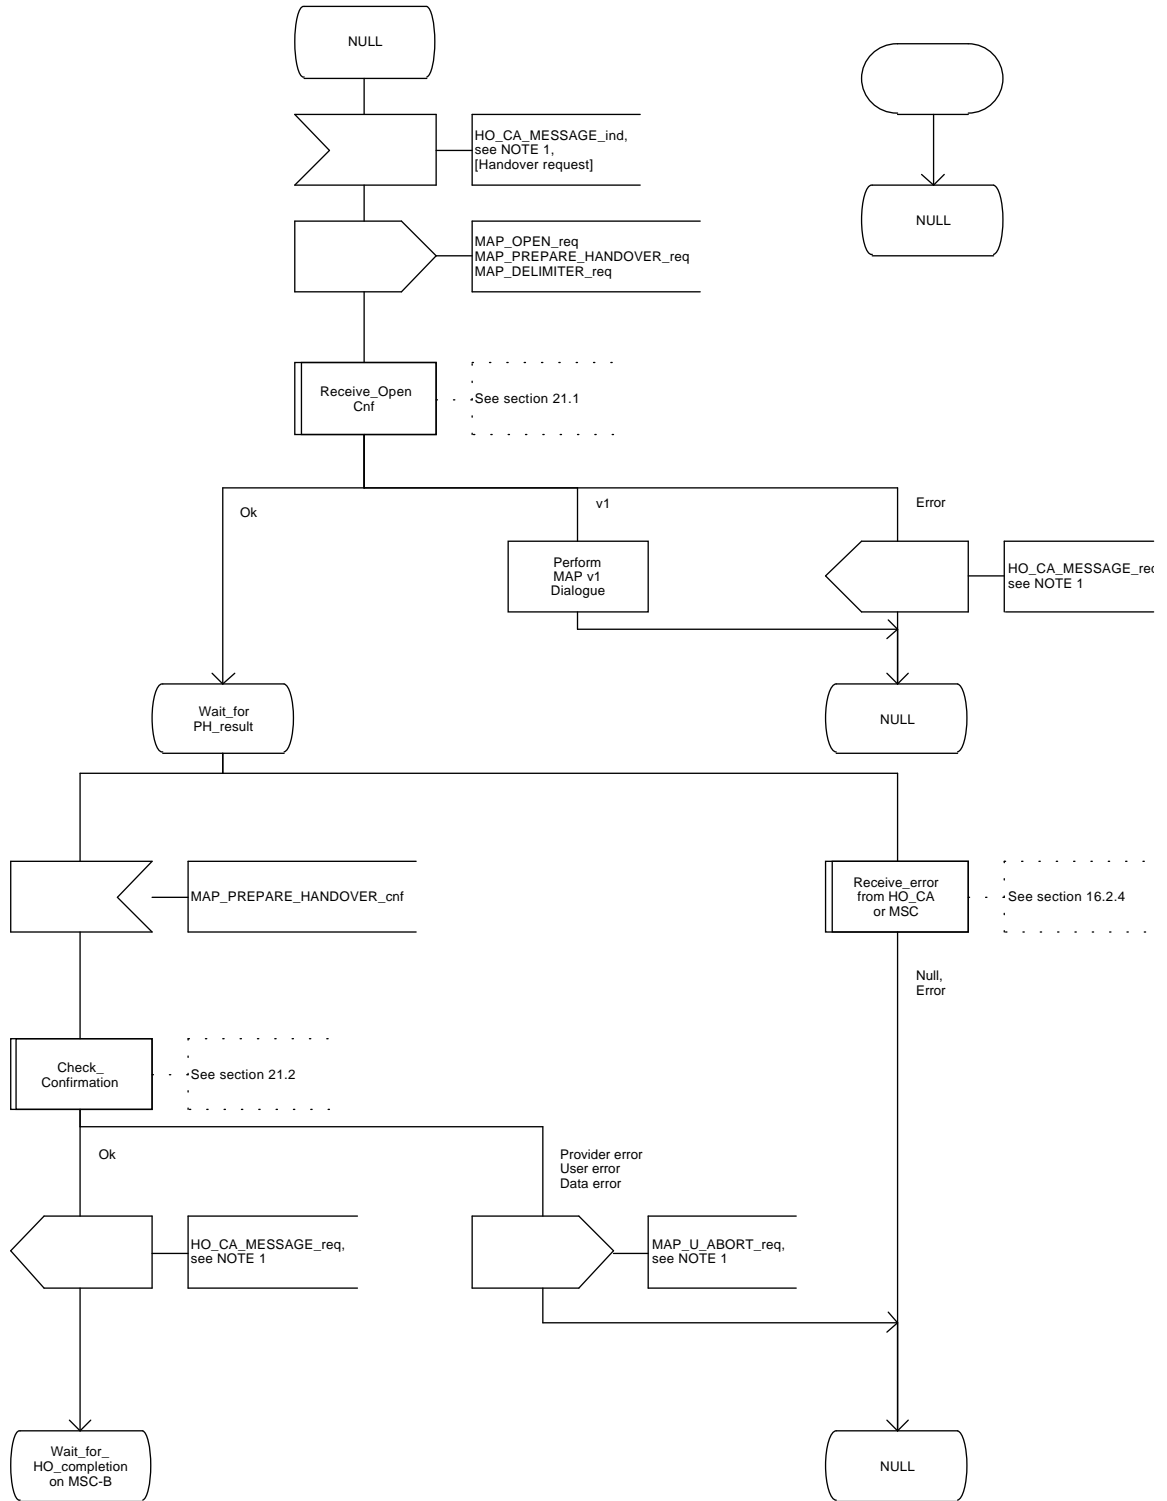 NULL
HO_CA_MESSAGE_ind,
see NOTE 1,
[Handover request]
NULL
MAP_OPEN_req
MAP_PREPARE_HANDOVER_req
MAP_DELIMITER_req
Receive_Open
Cnf
See section 21.1
Ok
v1
Error
Perform
MAP v1
Dialogue
HO_CA_MESSAGE_req
see NOTE 1
Wait_for
PH_result
NULL
MAP_PREPARE_HANDOVER_cnf
Receive_error
from HO_CA
or MSC
See section 16.2.4
Null,
Error
Check_
Confirmation
See section 21.2
Ok
Provider error
User error
Data error
HO_CA_MESSAGE_req,
see NOTE 1
MAP_U_ABORT_req,
see NOTE 1
Wait_for_
HO_completion
on MSC-B
NULL